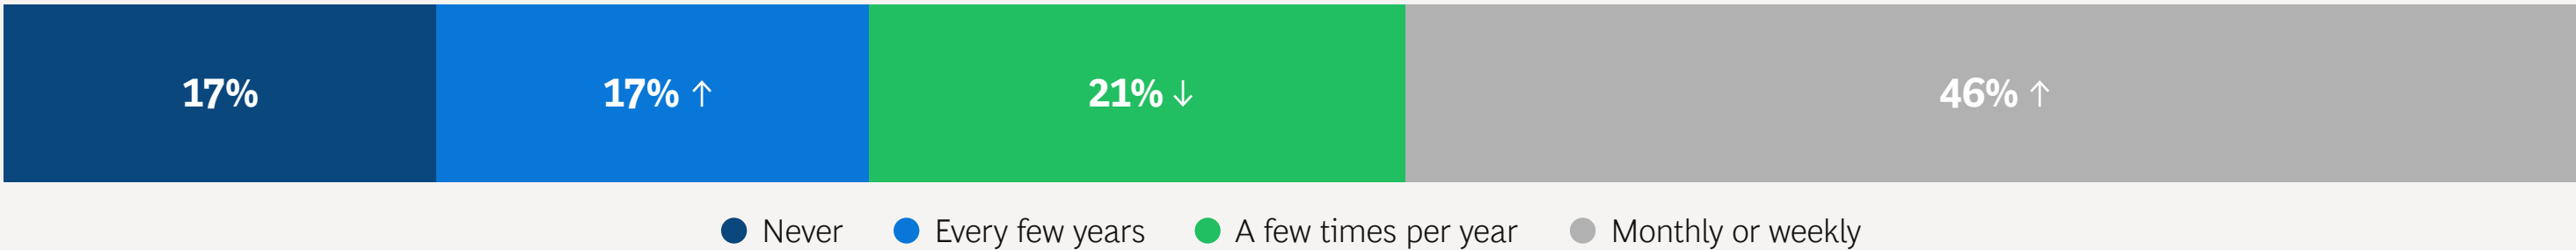 17% 17% ↑ 21% ↓ 46% ↑
Never Every few years A few times per year Monthly or weekly